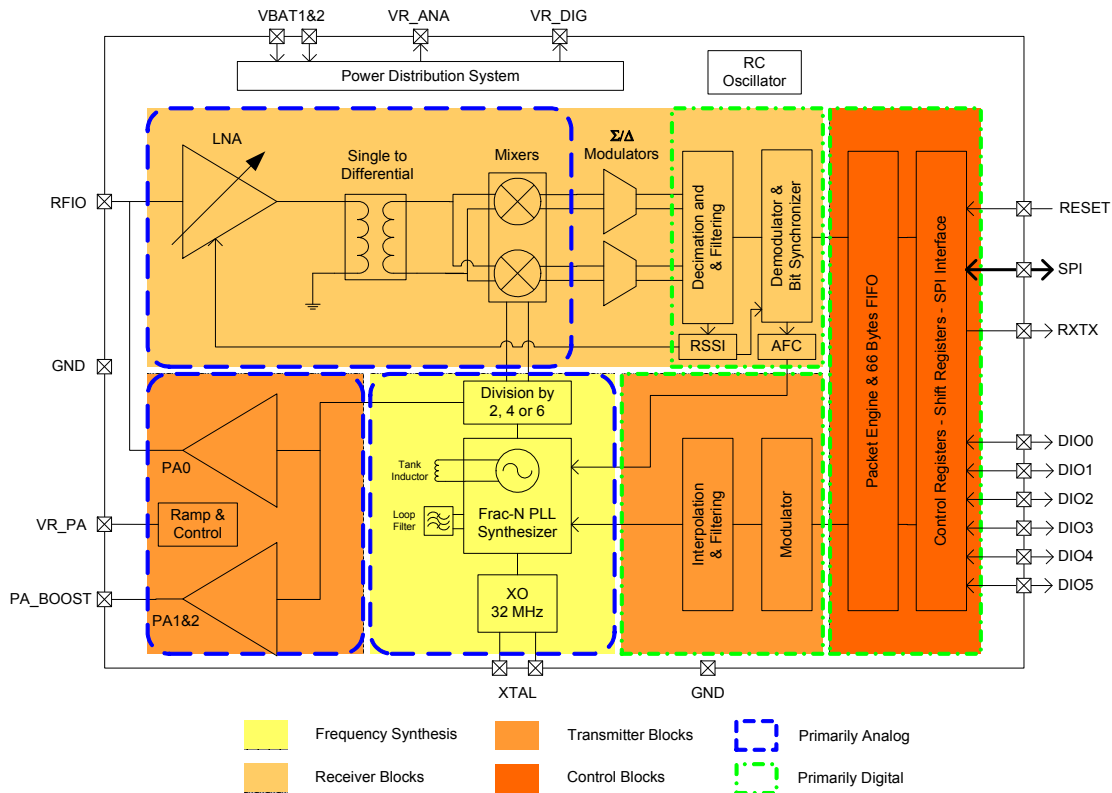 VBAT1&2
VR_ANA
VR_DIG
Power Distribution System
RC
Oscillator
LNA
Single to
Differential
Mixers
Σ/Δ
Modulators
Decimation and
& Filtering
Demodulator &
Bit Synchronizer
RSSI
AFC
Packet Engine & 66 Bytes FIFO
Control Registers - Shift Registers - SPI Interface
RFIO
GND
VR_PA
PA_BOOST
RESET
SPI
RXTX
DIO0
DIO1
DIO2
DIO3
DIO4
DIO5
PA0
Ramp &
Control
PA1&2
Division by
2, 4 or 6
Tank
Inductor
Loop
Filter
Frac-N PLL
Synthesizer
XO
32 MHz
Interpolation
& Filtering
Modulator
XTAL
GND
Frequency Synthesis
Transmitter Blocks
Primarily Analog
Receiver Blocks
Control Blocks
Primarily Digital